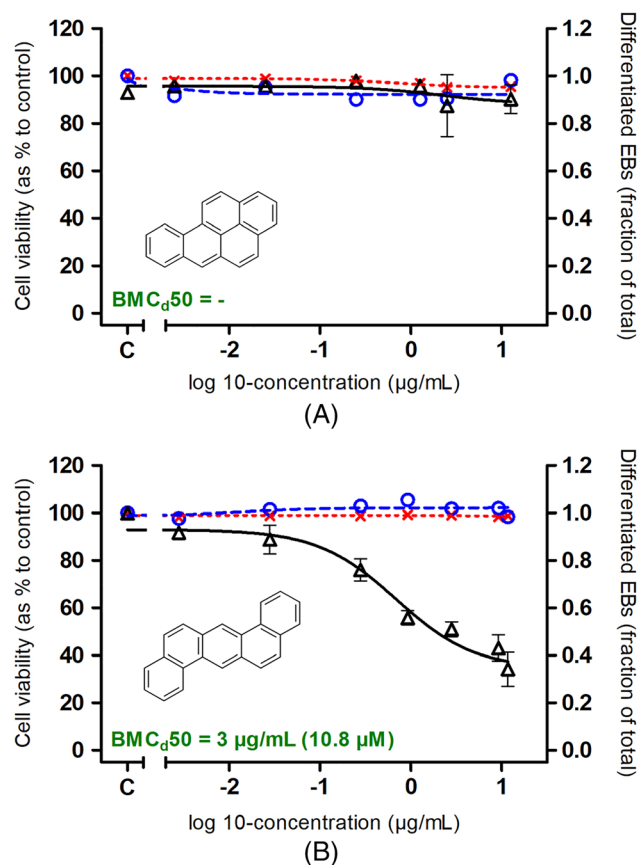 120
100
80
60
40
20
0
Cell viability (as % to control)
1.2
1.0
0.8
0.6
0.4
0.2
0.0
Differentiated EBs (fraction of total)
BMCd50 = -
C -2 -1 0 1
log 10-concentration (µg/mL)
(A)
120
100
80
60
40
20
0
Cell viability (as % to control)
1.2
1.0
0.8
0.6
0.4
0.2
0.0
Differentiated EBs (fraction of total)
BMCd50 = 3 µg/mL (10.8 µM)
C -2 -1 0 1
log 10-concentration (µg/mL)
(B)